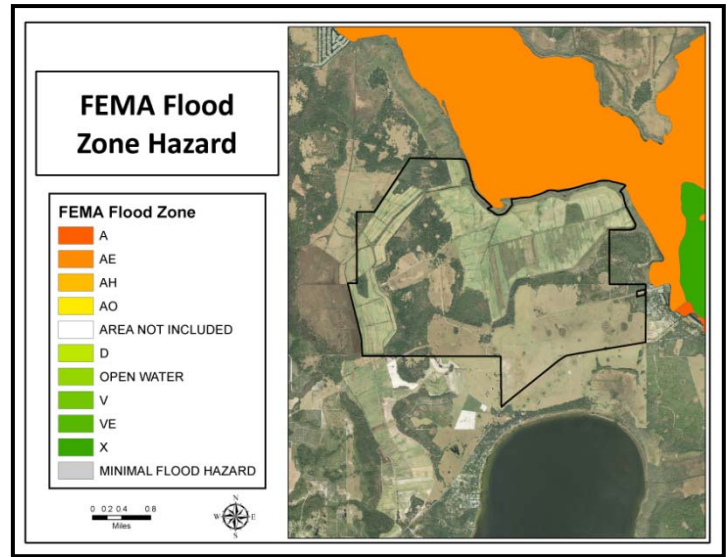 FEMA Flood
Zone Hazard
FEMA Flood Zone
A
AE
AH
AO
AREA NOT INCLUDED
D
OPEN WATER
V
VE
X
MINIMAL FLOOD HAZARD
0 0.2 0.4 0.8
Miles
N
W E
S